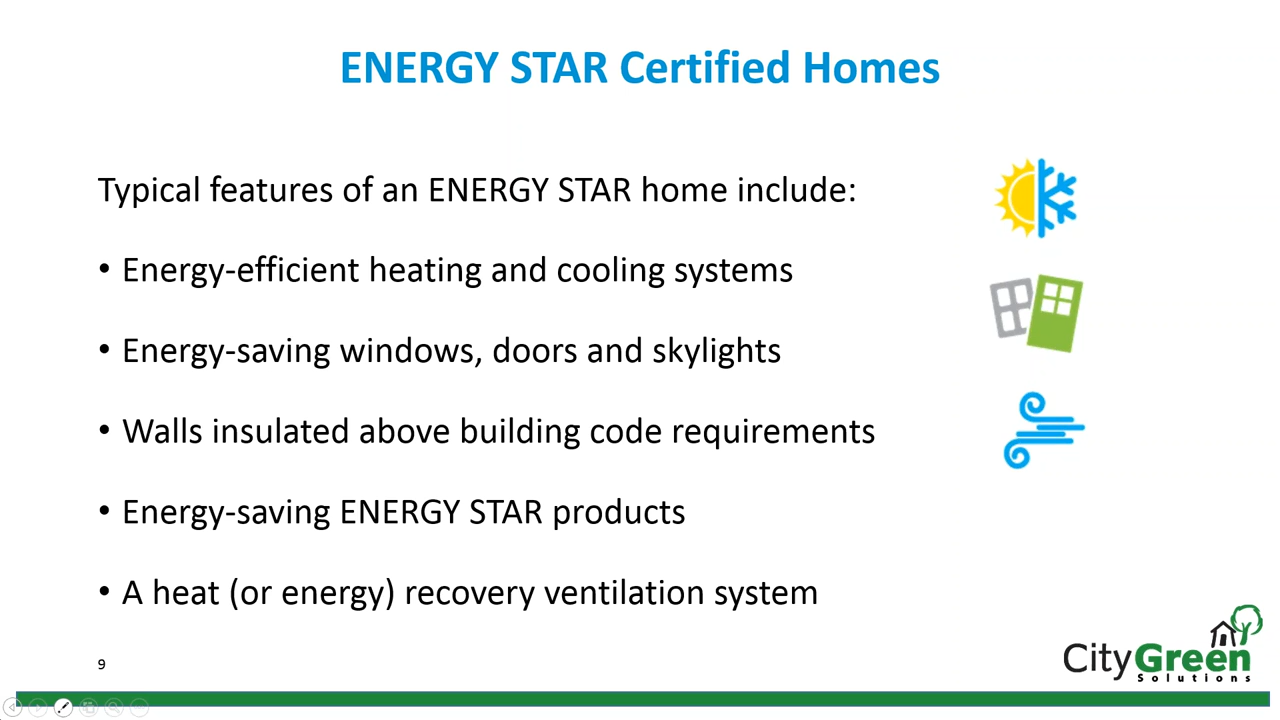 ENERGY STAR Certified Homes
Typical features of an ENERGY STAR home include:
• Energy-efficient heating and cooling systems
• Energy-saving windows, doors and skylights
• Walls insulated above building code requirements
• Energy-saving ENERGY STAR products
• A heat (or energy) recovery ventilation system
9
CityGreen
Solutions